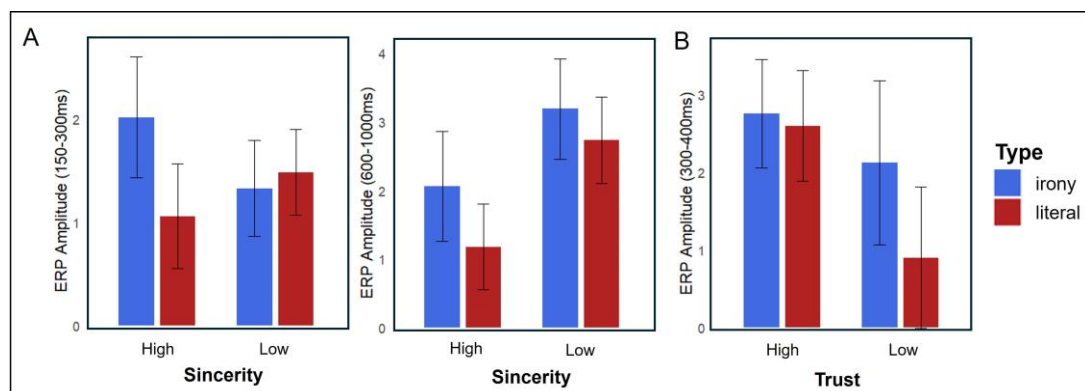 A
ERP Amplitude (150-300ms)
2
1
0
High
Low
Sincerity
ERP Amplitude (600-1000ms)
4
3
2
1
0
High
Low
Sincerity
B
ERP Amplitude (300-400ms)
3
2
1
0
High
Low
Trust
Type
irony
literal